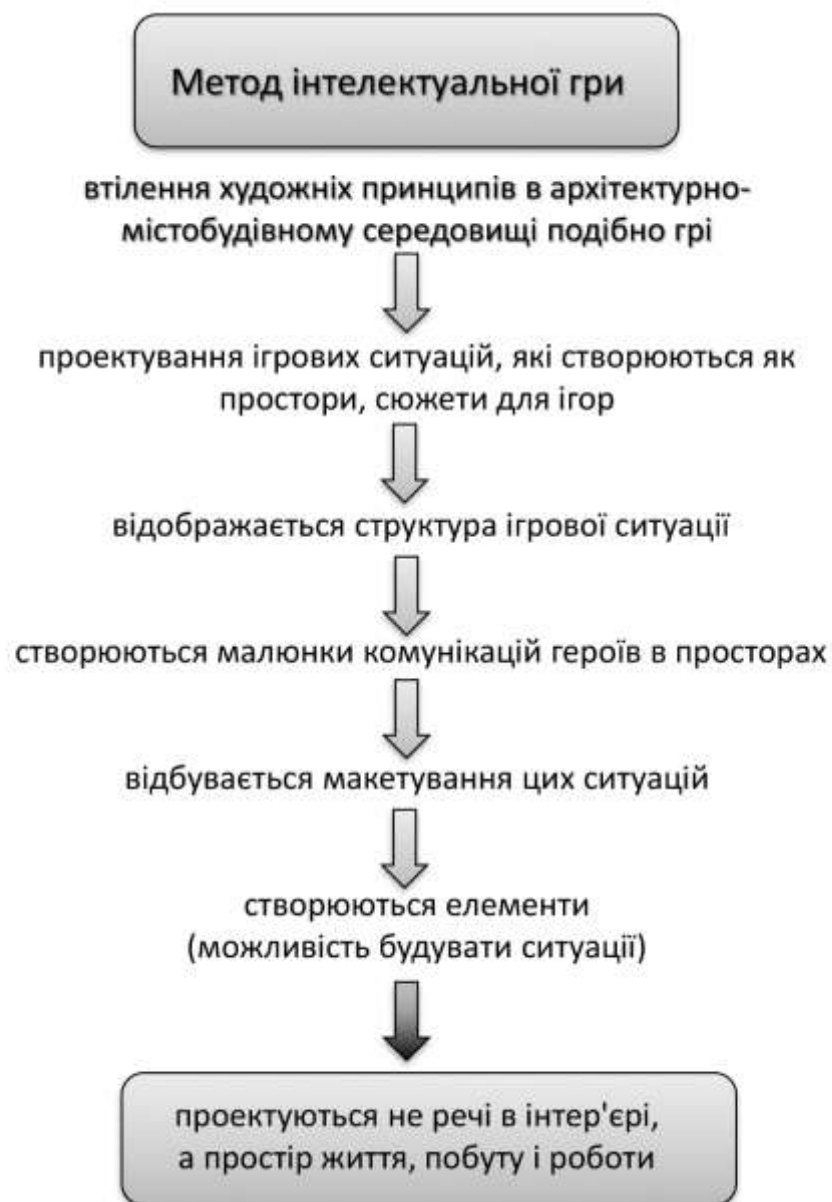 Метод інтелектуальної гри
втілення художніх принципів в архітектурно-
містобудівному середовищі подібно грі
проектування ігрових ситуацій, які створюються як
простори, сюжети для ігор
відображається структура ігрової ситуації
створюються малюнки комунікацій героїв в просторах
відбувається макетування цих ситуацій
створюються елементи
(можливість будувати ситуації)
проектуються не речі в інтер'єрі,
а простір життя, побуту і роботи